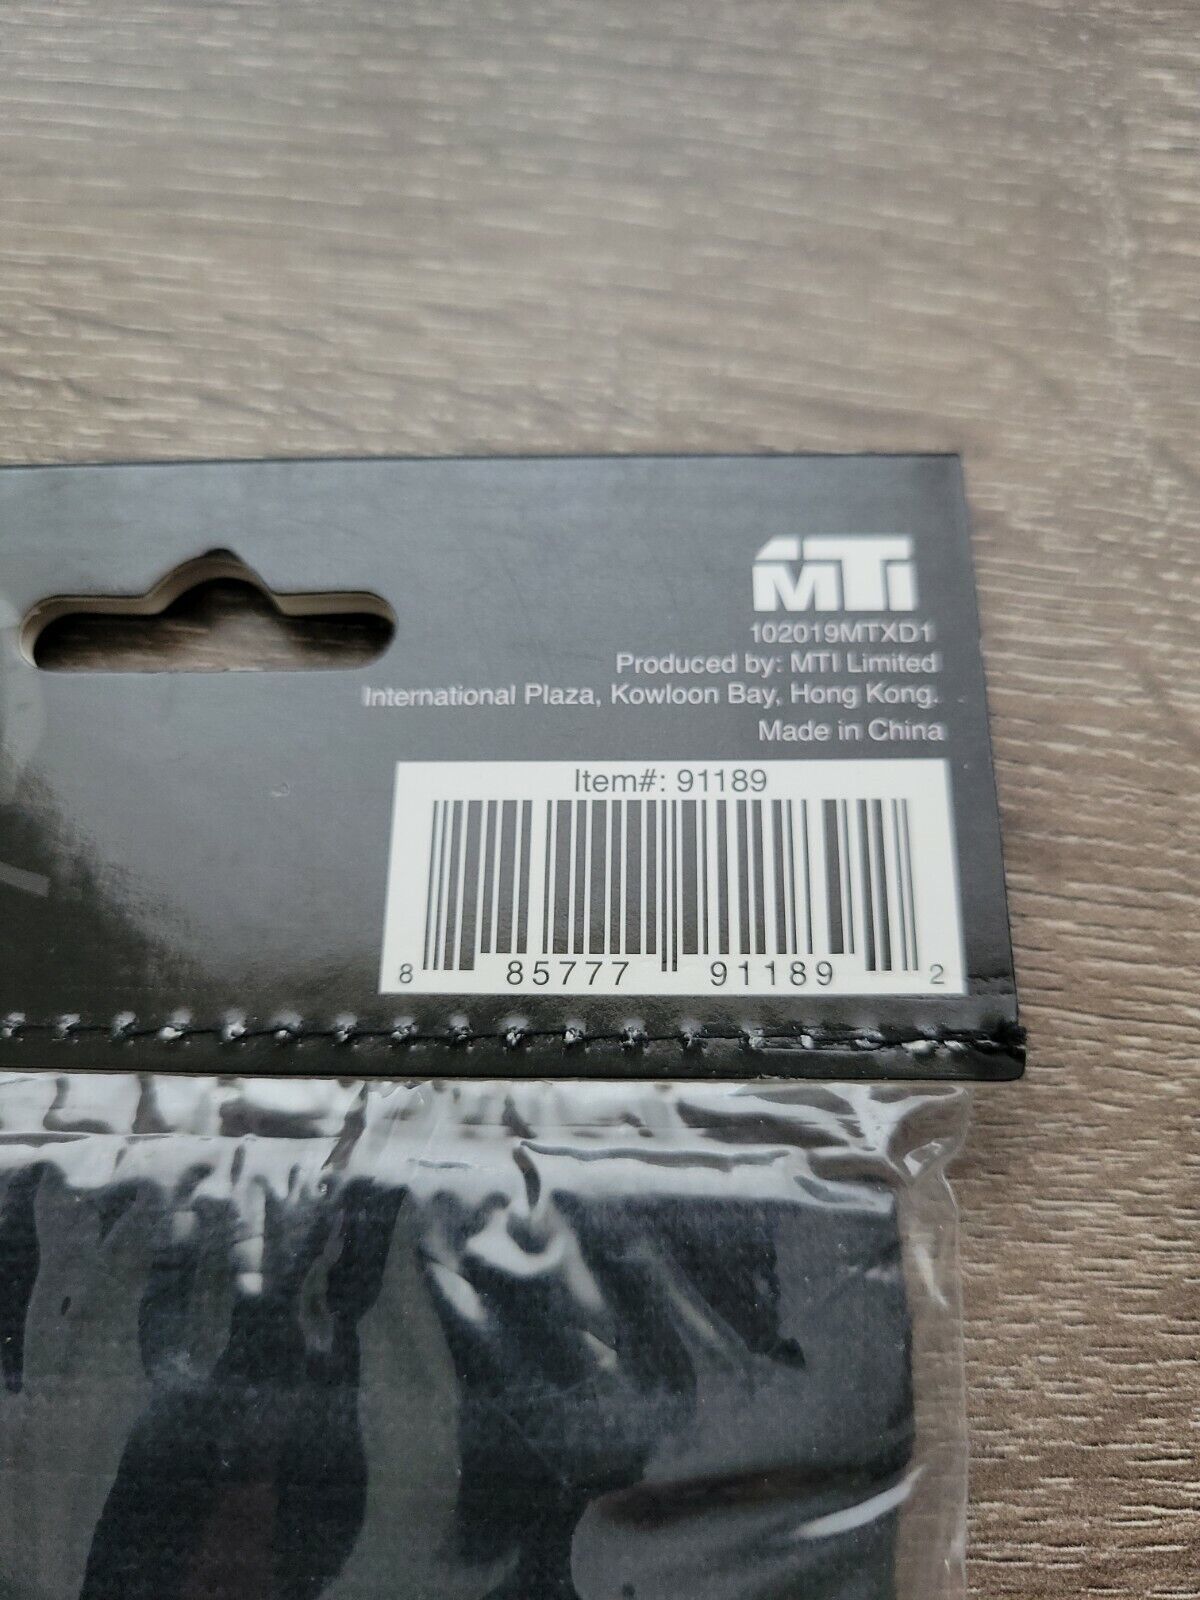 MTI
102019MTXD1
Produced by: MTI Limited
International Plaza, Kowloon Bay, Hong Kong.
Made in China
Item#: 91189
8 85777 91189 2